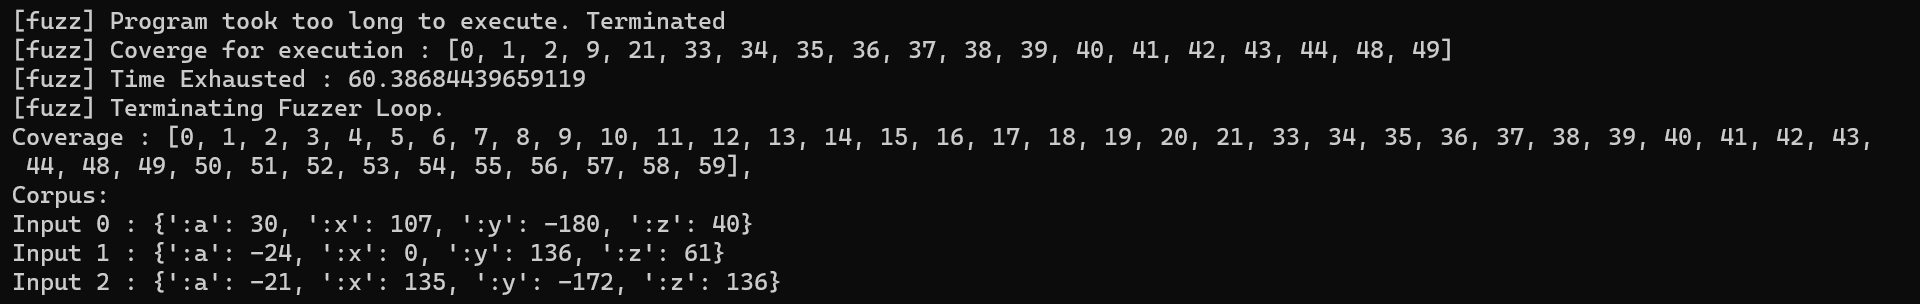 [fuzz] Program took too long to execute. Terminated
[fuzz] Coverge for execution : [0, 1, 2, 9, 21, 33, 34, 35, 36, 37, 38, 39, 40, 41, 42, 43, 44, 48, 49]
[fuzz] Time Exhausted : 60.38684439659119
[fuzz] Terminating Fuzzer Loop.
Coverage : [0, 1, 2, 3, 4, 5, 6, 7, 8, 9, 10, 11, 12, 13, 14, 15, 16, 17, 18, 19, 20, 21, 33, 34, 35, 36, 37, 38, 39, 40, 41, 42, 43,
44, 48, 49, 50, 51, 52, 53, 54, 55, 56, 57, 58, 59],
Corpus:
Input 0 : {':a': 30, ':x': 107, ':y': -180, ':z': 40}
Input 1 : {':a': -24, ':x': 0, ':y': 136, ':z': 61}
Input 2 : {':a': -21, ':x': 135, ':y': -172, ':z': 136}